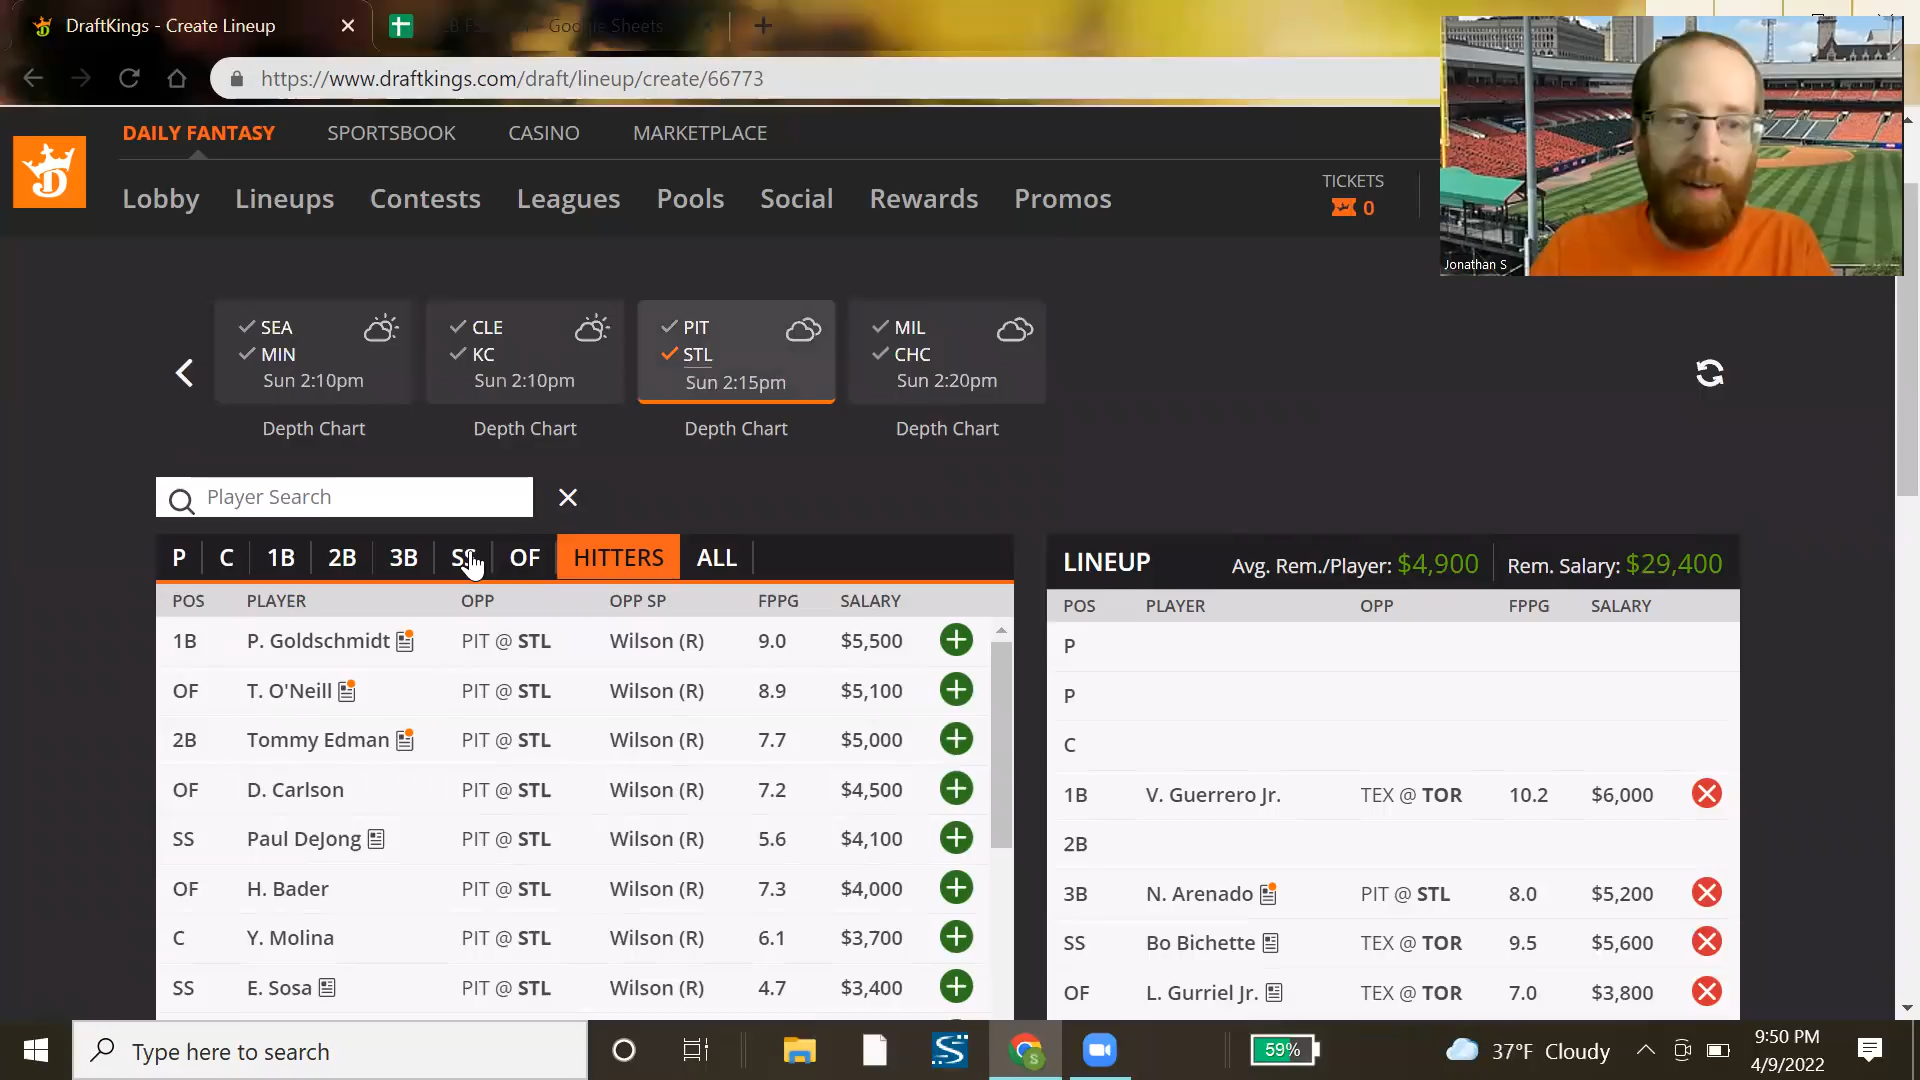 DraftKings - Create Lineup
Google Sheets
https://www.draftkings.com/draft/lineup/create/66773
DAILY FANTASY
SPORTSBOOK
CASINO
MARKETPLACE
Lobby
Lineups
Contests
Leagues
Pools
Social
Rewards
Promos
TICKETS
0
Jonathan S
SEA
MIN
Sun 2:10pm
Depth Chart
CLE
KC
Sun 2:10pm
Depth Chart
PIT
STL
Sun 2:15pm
Depth Chart
MIL
CHC
Sun 2:20pm
Depth Chart
Player Search
P C 1B 2B 3B SS OF HITTERS ALL
POS PLAYER OPP OPP SP FPPG SALARY
1B P. Goldschmidt PIT @ STL Wilson (R) 9.0 $5,500
OF T. O'Neill PIT @ STL Wilson (R) 8.9 $5,100
2B Tommy Edman PIT @ STL Wilson (R) 7.7 $5,000
OF D. Carlson PIT @ STL Wilson (R) 7.2 $4,500
SS Paul DeJong PIT @ STL Wilson (R) 5.6 $4,100
OF H. Bader PIT @ STL Wilson (R) 7.3 $4,000
C Y. Molina PIT @ STL Wilson (R) 6.1 $3,700
SS E. Sosa PIT @ STL Wilson (R) 4.7 $3,400
LINEUP Avg. Rem./Player: $4,900 Rem. Salary: $29,400
POS PLAYER OPP FPPG SALARY
P
P
C
1B V. Guerrero Jr. TEX @ TOR 10.2 $6,000
2B
3B N. Arenado PIT @ STL 8.0 $5,200
SS Bo Bichette TEX @ TOR 9.5 $5,600
OF L. Gurriel Jr. TEX @ TOR 7.0 $3,800
Type here to search
59%
37°F Cloudy
9:50 PM
4/9/2022